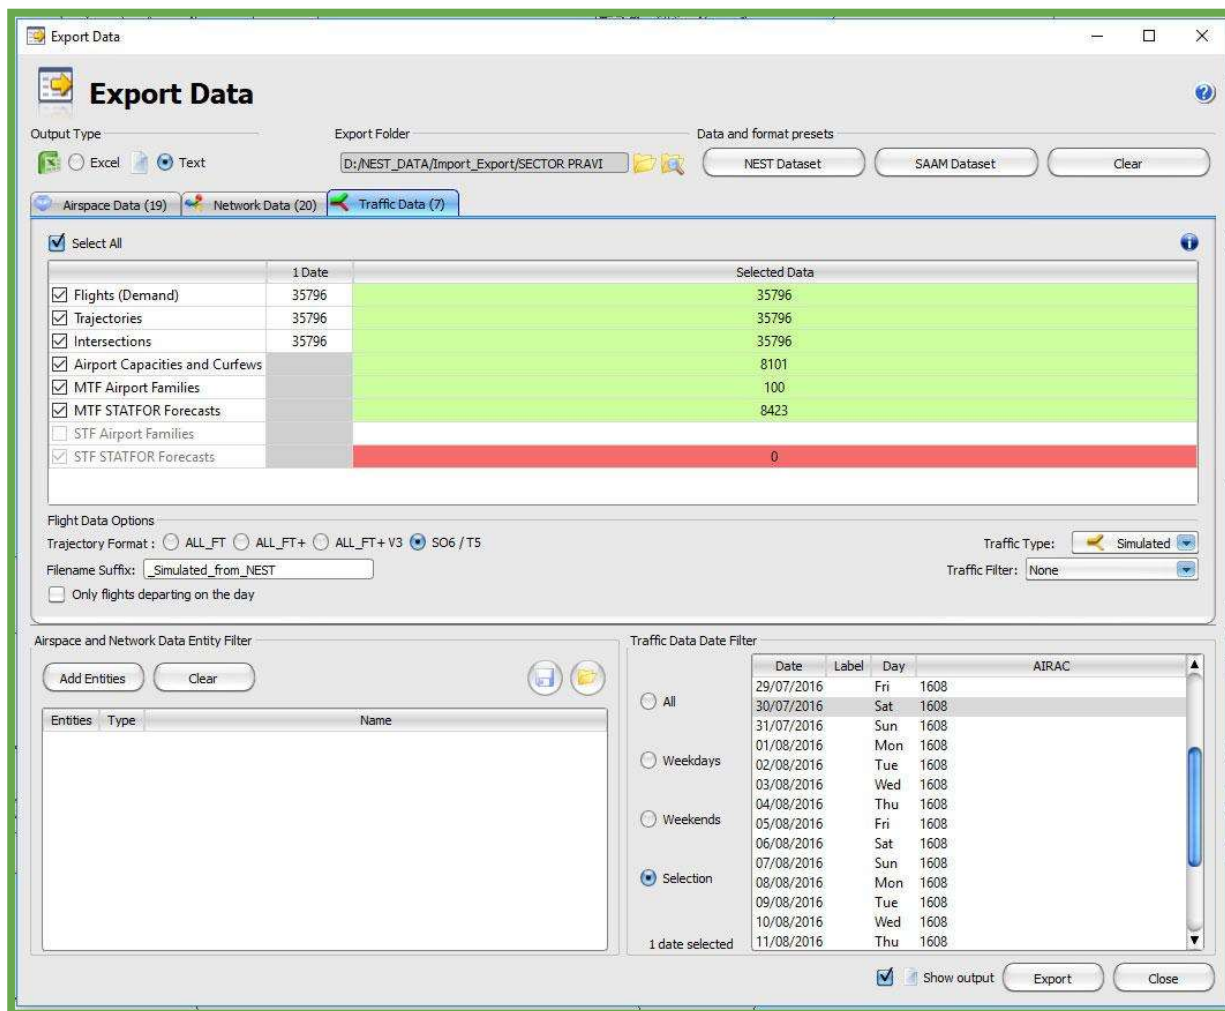 Export Data
Export Data
Output Type Export Folder Data and format presets
Excel Text D:/NEST_DATA/Import_Export/SECTOR PRAVI NEST Dataset SAAM Dataset Clear
Airspace Data (19) Network Data (20) Traffic Data (7)
Select All
1 Date Selected Data
Flights (Demand) 35796 35796
Trajectories 35796 35796
Intersections 35796 35796
Airport Capacities and Curfews 8101
MTF Airport Families 100
MTF STATFOR Forecasts 8423
STF Airport Families
STF STATFOR Forecasts 0
Flight Data Options
Trajectory Format : ALL_FT ALL_FT+ ALL_FT+ V3 SO6 / T5 Traffic Type: Simulated
Filename Suffix: _Simulated_from_NEST Traffic Filter: None
Only flights departing on the day
Airspace and Network Data Entity Filter Traffic Data Date Filter
Add Entities Clear
Entities Type Name
All
Weekdays
Weekends
Selection
1 date selected
Date Label Day AIRAC
29/07/2016 Fri 1608
30/07/2016 Sat 1608
31/07/2016 Sun 1608
01/08/2016 Mon 1608
02/08/2016 Tue 1608
03/08/2016 Wed 1608
04/08/2016 Thu 1608
05/08/2016 Fri 1608
06/08/2016 Sat 1608
07/08/2016 Sun 1608
08/08/2016 Mon 1608
09/08/2016 Tue 1608
10/08/2016 Wed 1608
11/08/2016 Thu 1608
Show output Export Close